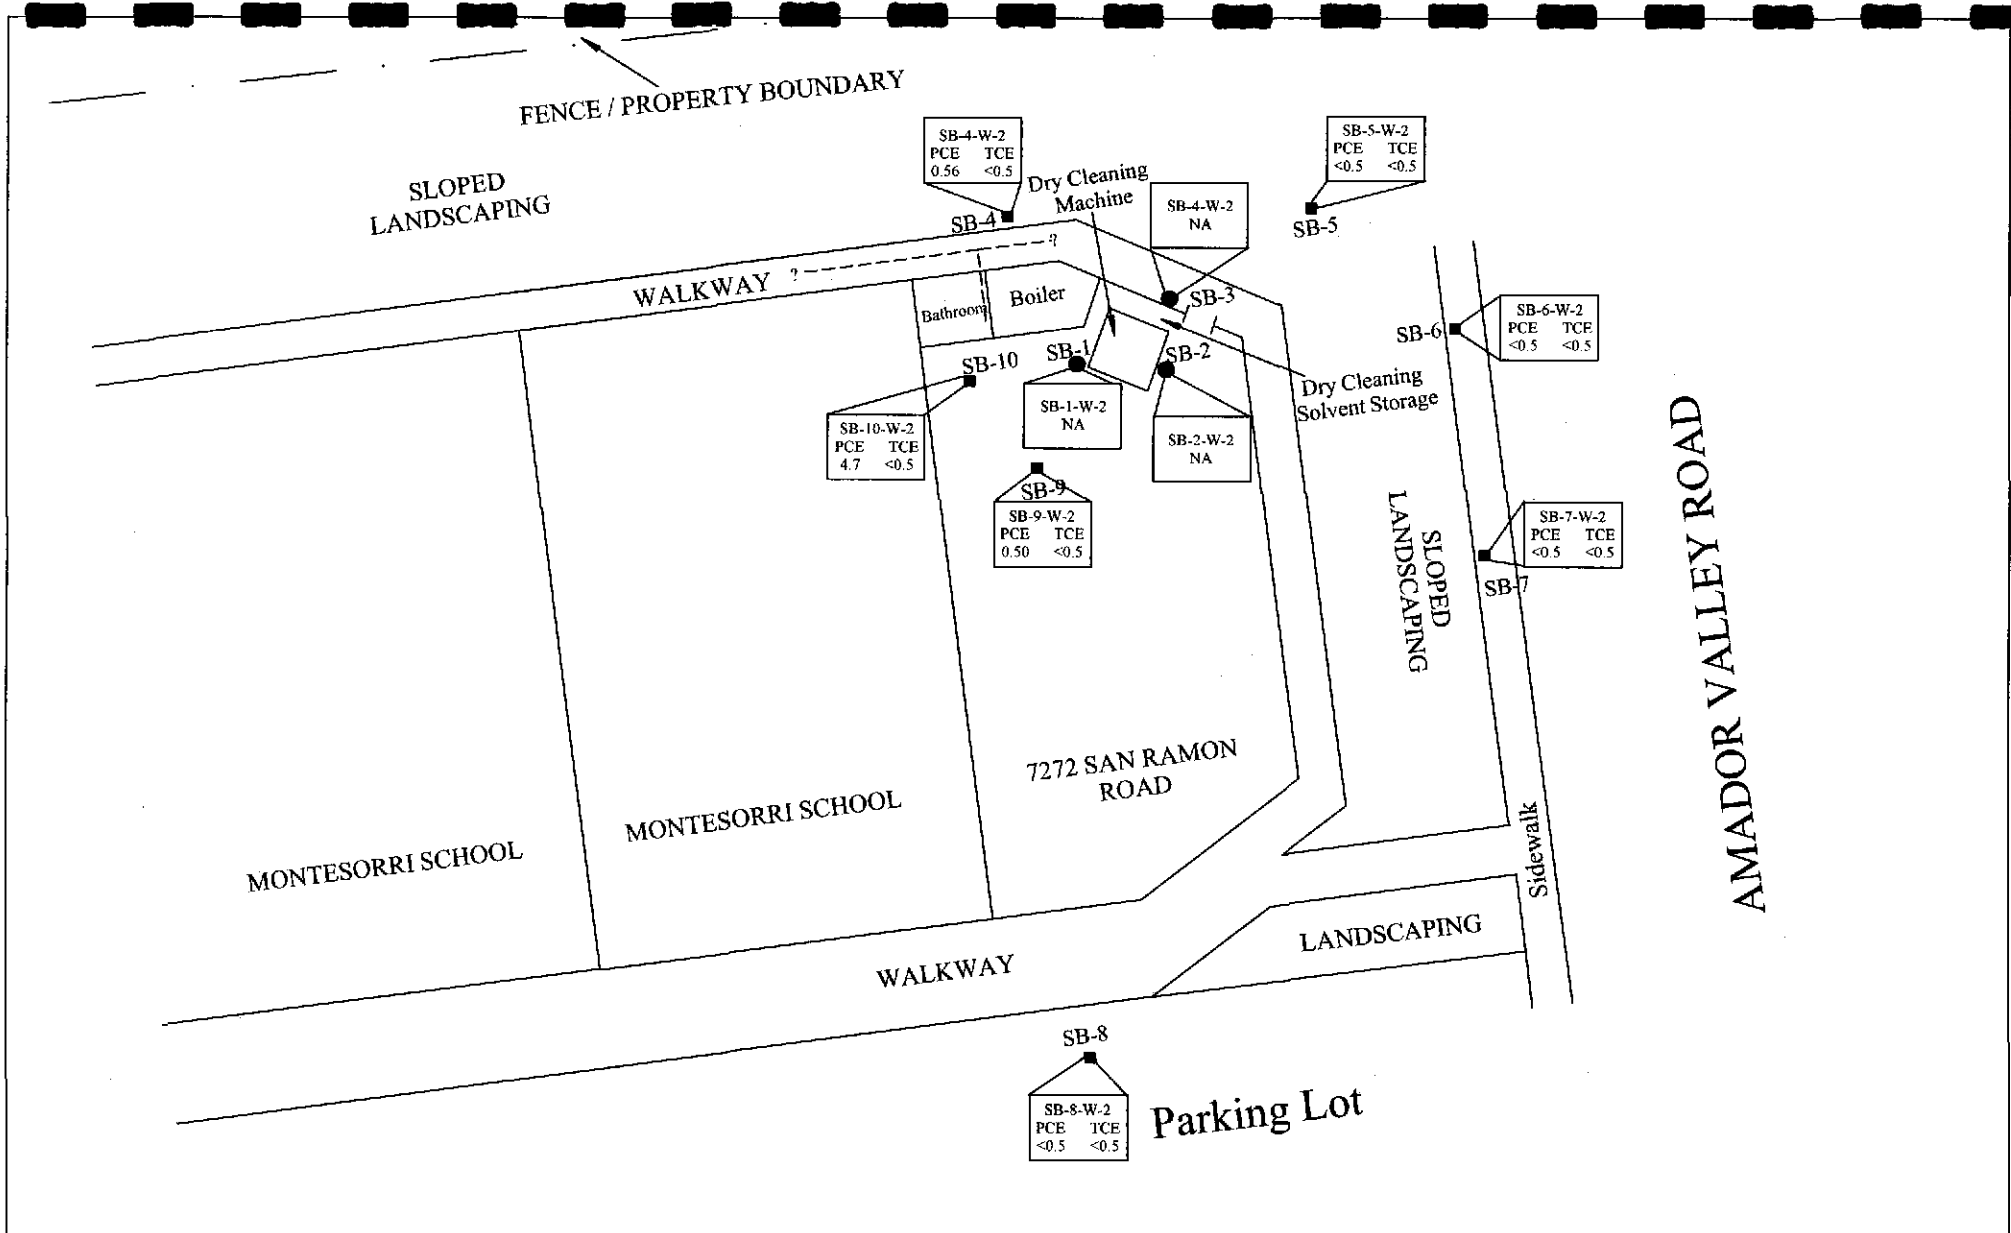 FENCE / PROPERTY BOUNDARY
SLOPED
LANDSCAPING
SB-4-W-2
PCE TCE
0.56 <0.5
SB-4
Dry Cleaning
Machine
SB-4-W-2
NA
SB-3
SB-5-W-2
PCE TCE
<0.5 <0.5
SB-5
WALKWAY
?
?
Bathroom
Boiler
SB-6
SB-6-W-2
PCE TCE
<0.5 <0.5
SB-10
SB-1
SB-2
SB-1-W-2
NA
SB-2-W-2
NA
Dry Cleaning
Solvent Storage
SB-10-W-2
PCE TCE
4.7 <0.5
SB-9
SB-9-W-2
PCE TCE
0.50 <0.5
SLOPED
LANDSCAPING
SB-7-W-2
PCE TCE
<0.5 <0.5
SB-7
AMADOR VALLEY ROAD
7272 SAN RAMON
ROAD
MONTESORRI SCHOOL
MONTESORRI SCHOOL
Sidewalk
LANDSCAPING
WALKWAY
SB-8
SB-8-W-2
PCE TCE
<0.5 <0.5
Parking Lot